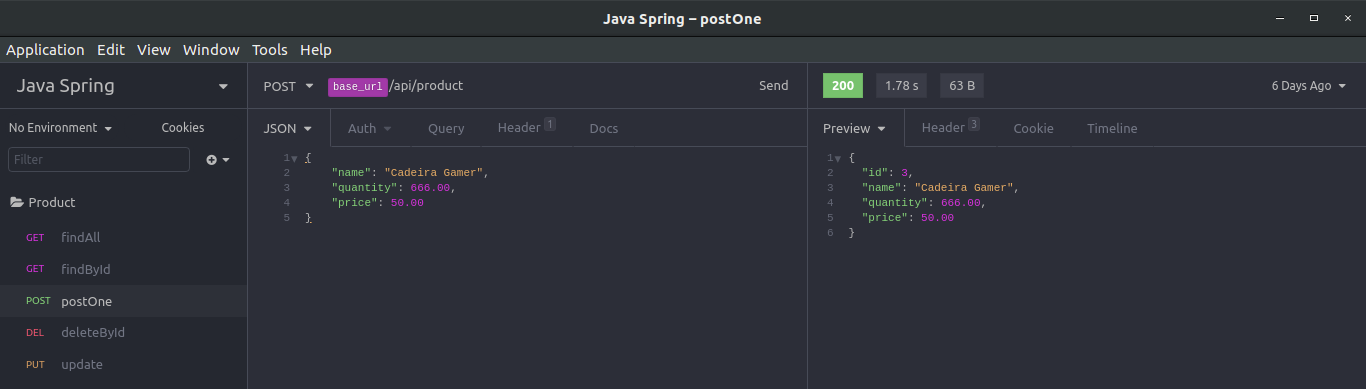 Java Spring – postOne
Application Edit View Window Tools Help
Java Spring
POST base_url/api/product Send
200 1.78 s 63 B 6 Days Ago
No Environment Cookies
JSON Auth Query Header 1 Docs
Preview Header 3 Cookie Timeline
Filter
1 {
2 "name": "Cadeira Gamer",
3 "quantity": 666.00,
4 "price": 50.00
5 }
1 {
2 "id": 3,
3 "name": "Cadeira Gamer",
4 "quantity": 666.00,
5 "price": 50.00
6 }
Product
GET findAll
GET findById
POST postOne
DEL deleteById
PUT update